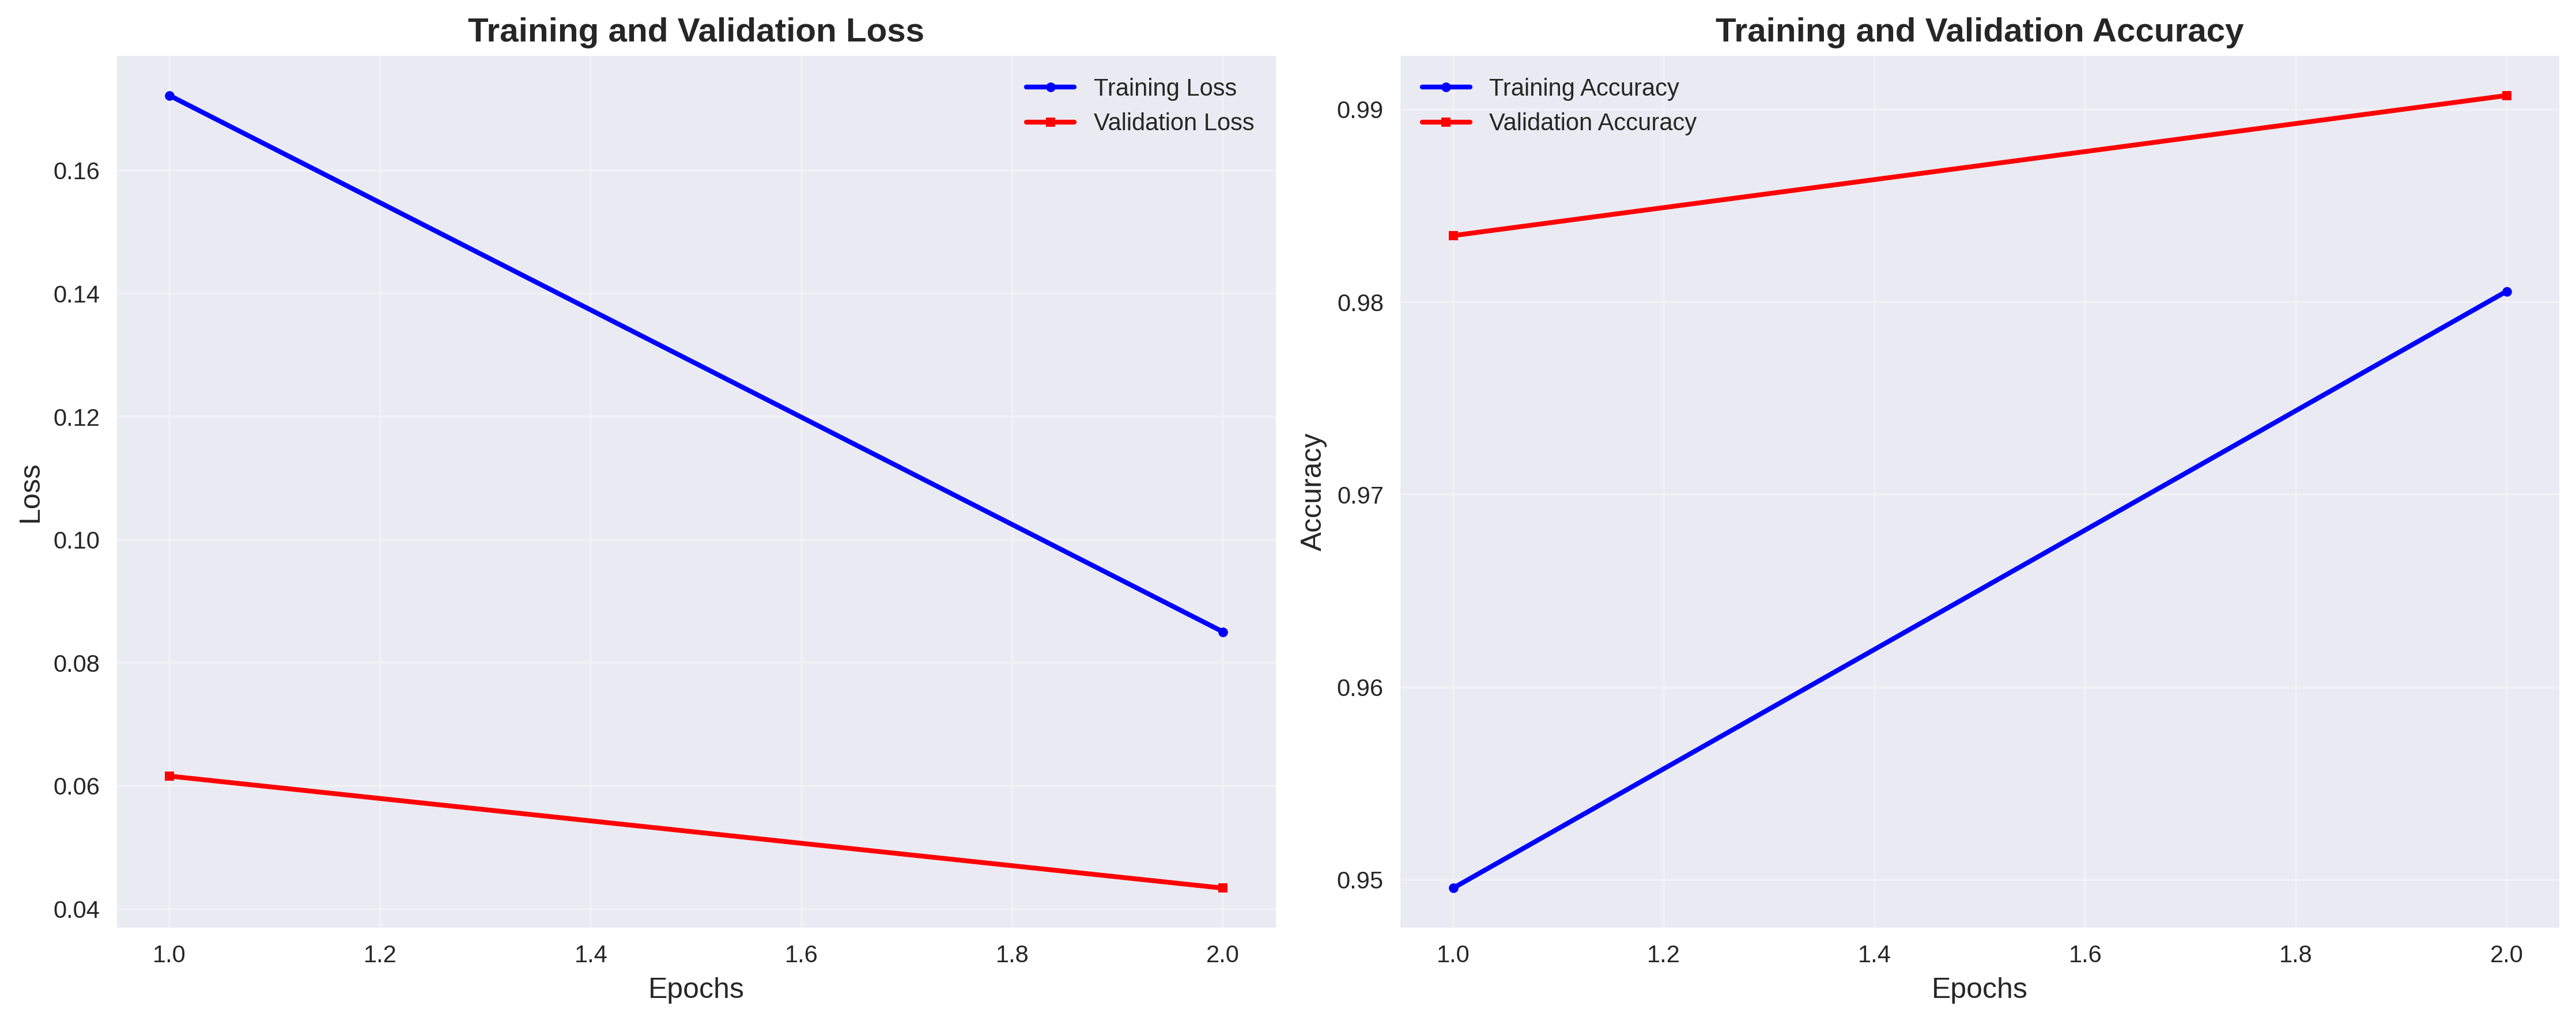 Training and Validation Loss
Training Loss
Validation Loss
0.16
0.14
0.12
0.10
0.08
0.06
0.04
Loss
1.0 1.2 1.4 1.6 1.8 2.0
Epochs
Training and Validation Accuracy
Training Accuracy
Validation Accuracy
0.99
0.98
0.97
0.96
0.95
Accuracy
1.0 1.2 1.4 1.6 1.8 2.0
Epochs